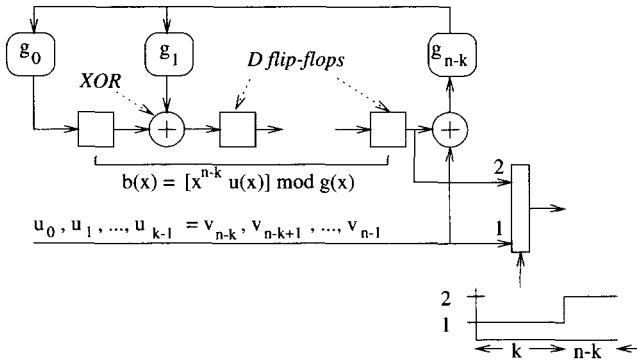 g₀
g₁
gₙ₋ₖ
XOR
D flip-flops
+
+
b(x) = [xⁿ⁻ᵏ u(x)] mod g(x)
2
u₀ , u₁ , ..., uₖ₋₁ = vₙ₋ₖ , vₙ₋ₖ₊₁ , ..., vₙ₋₁
1
2
1
k
n-k